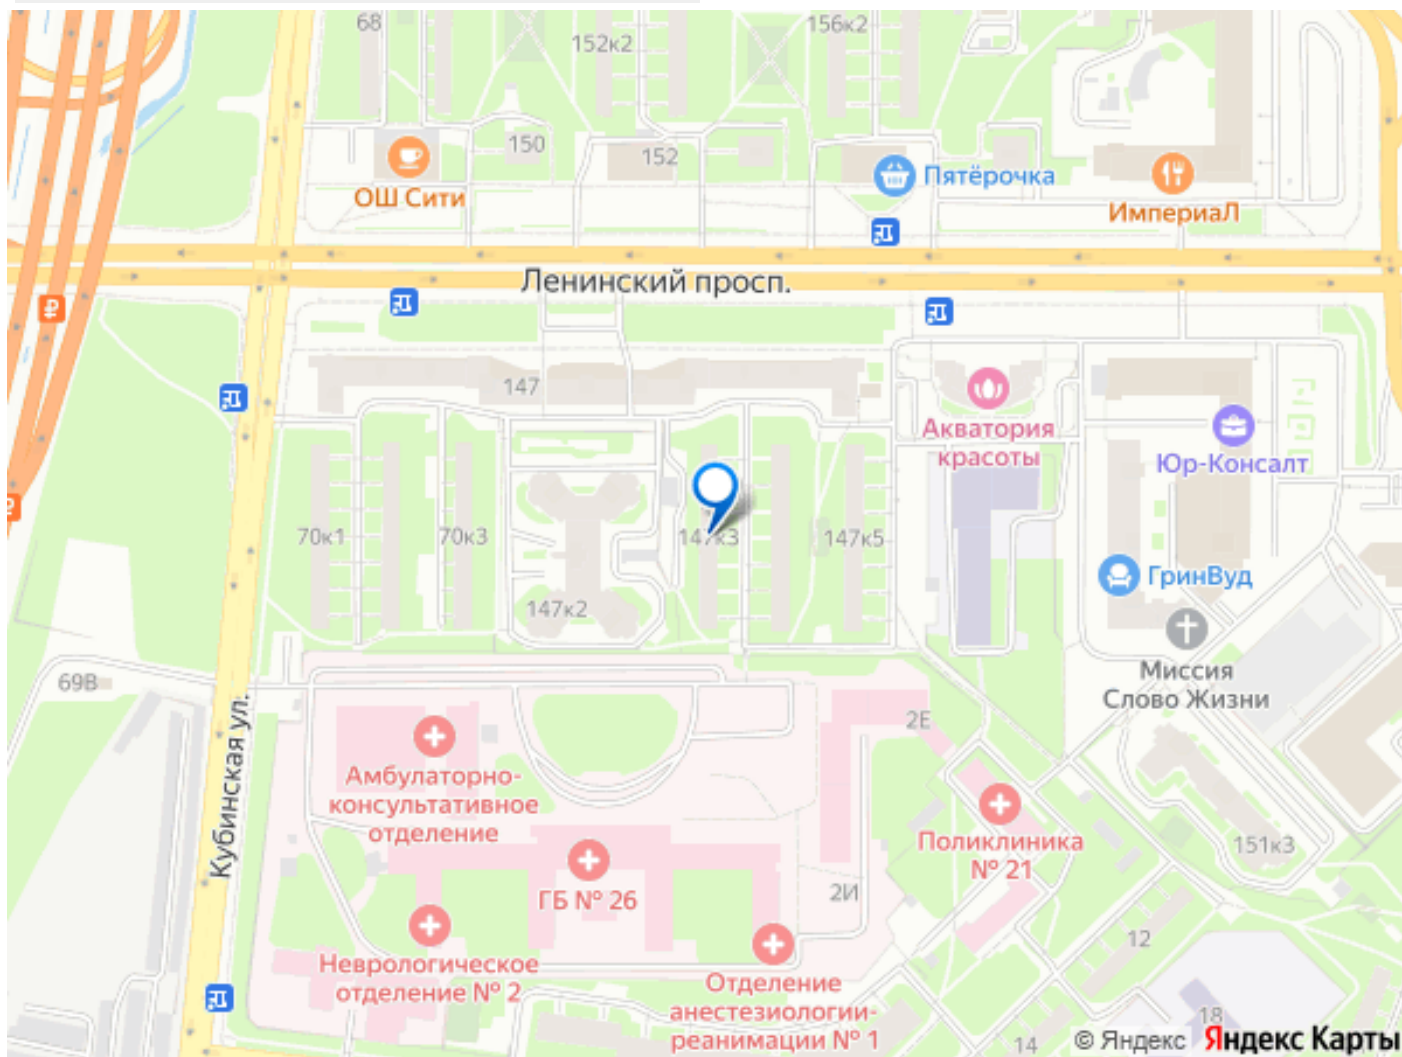 68
152к2
156к2
150
152
Пятёрочка
ОШ Сити
ИмпериаЛ
Ленинский просп.
147
Акватория
красоты
Юр-Консалт
70к1
70к3
147к3
147к5
ГринВуд
147к2
Миссия
Слово Жизни
69В
2Е
Кубинская ул.
Амбулаторно-
консультативное
отделение
Поликлиника
№ 21
151к3
ГБ № 26
2И
12
Неврологическое
отделение № 2
Отделение
анестезиологии-
реанимации № 1
18
14
© Яндекс Яндекс Карты